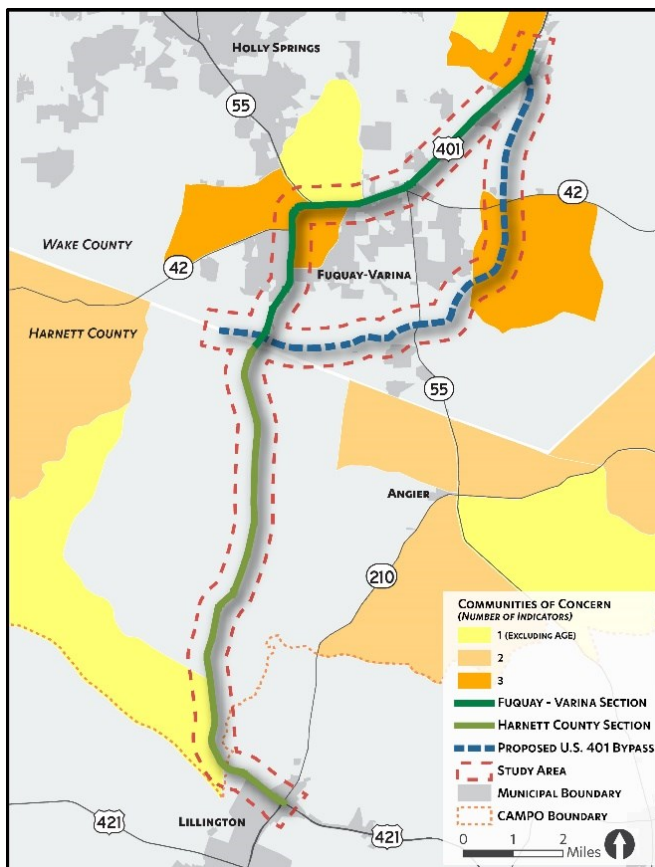 HOLLY SPRINGS
55
401
42
WAKE COUNTY
42
FUQUAY-VARINA
HARNETT COUNTY
55
ANGIER
210
COMMUNITIES OF CONCERN
(NUMBER OF INDICATORS)
1 (EXCLUDING AGE)
2
3
FUQUAY - VARINA SECTION
HARNETT COUNTY SECTION
PROPOSED U.S. 401 BYPASS
STUDY AREA
MUNICIPAL BOUNDARY
CAMPO BOUNDARY
0 1 2
Miles
421
LILLINGTON
421